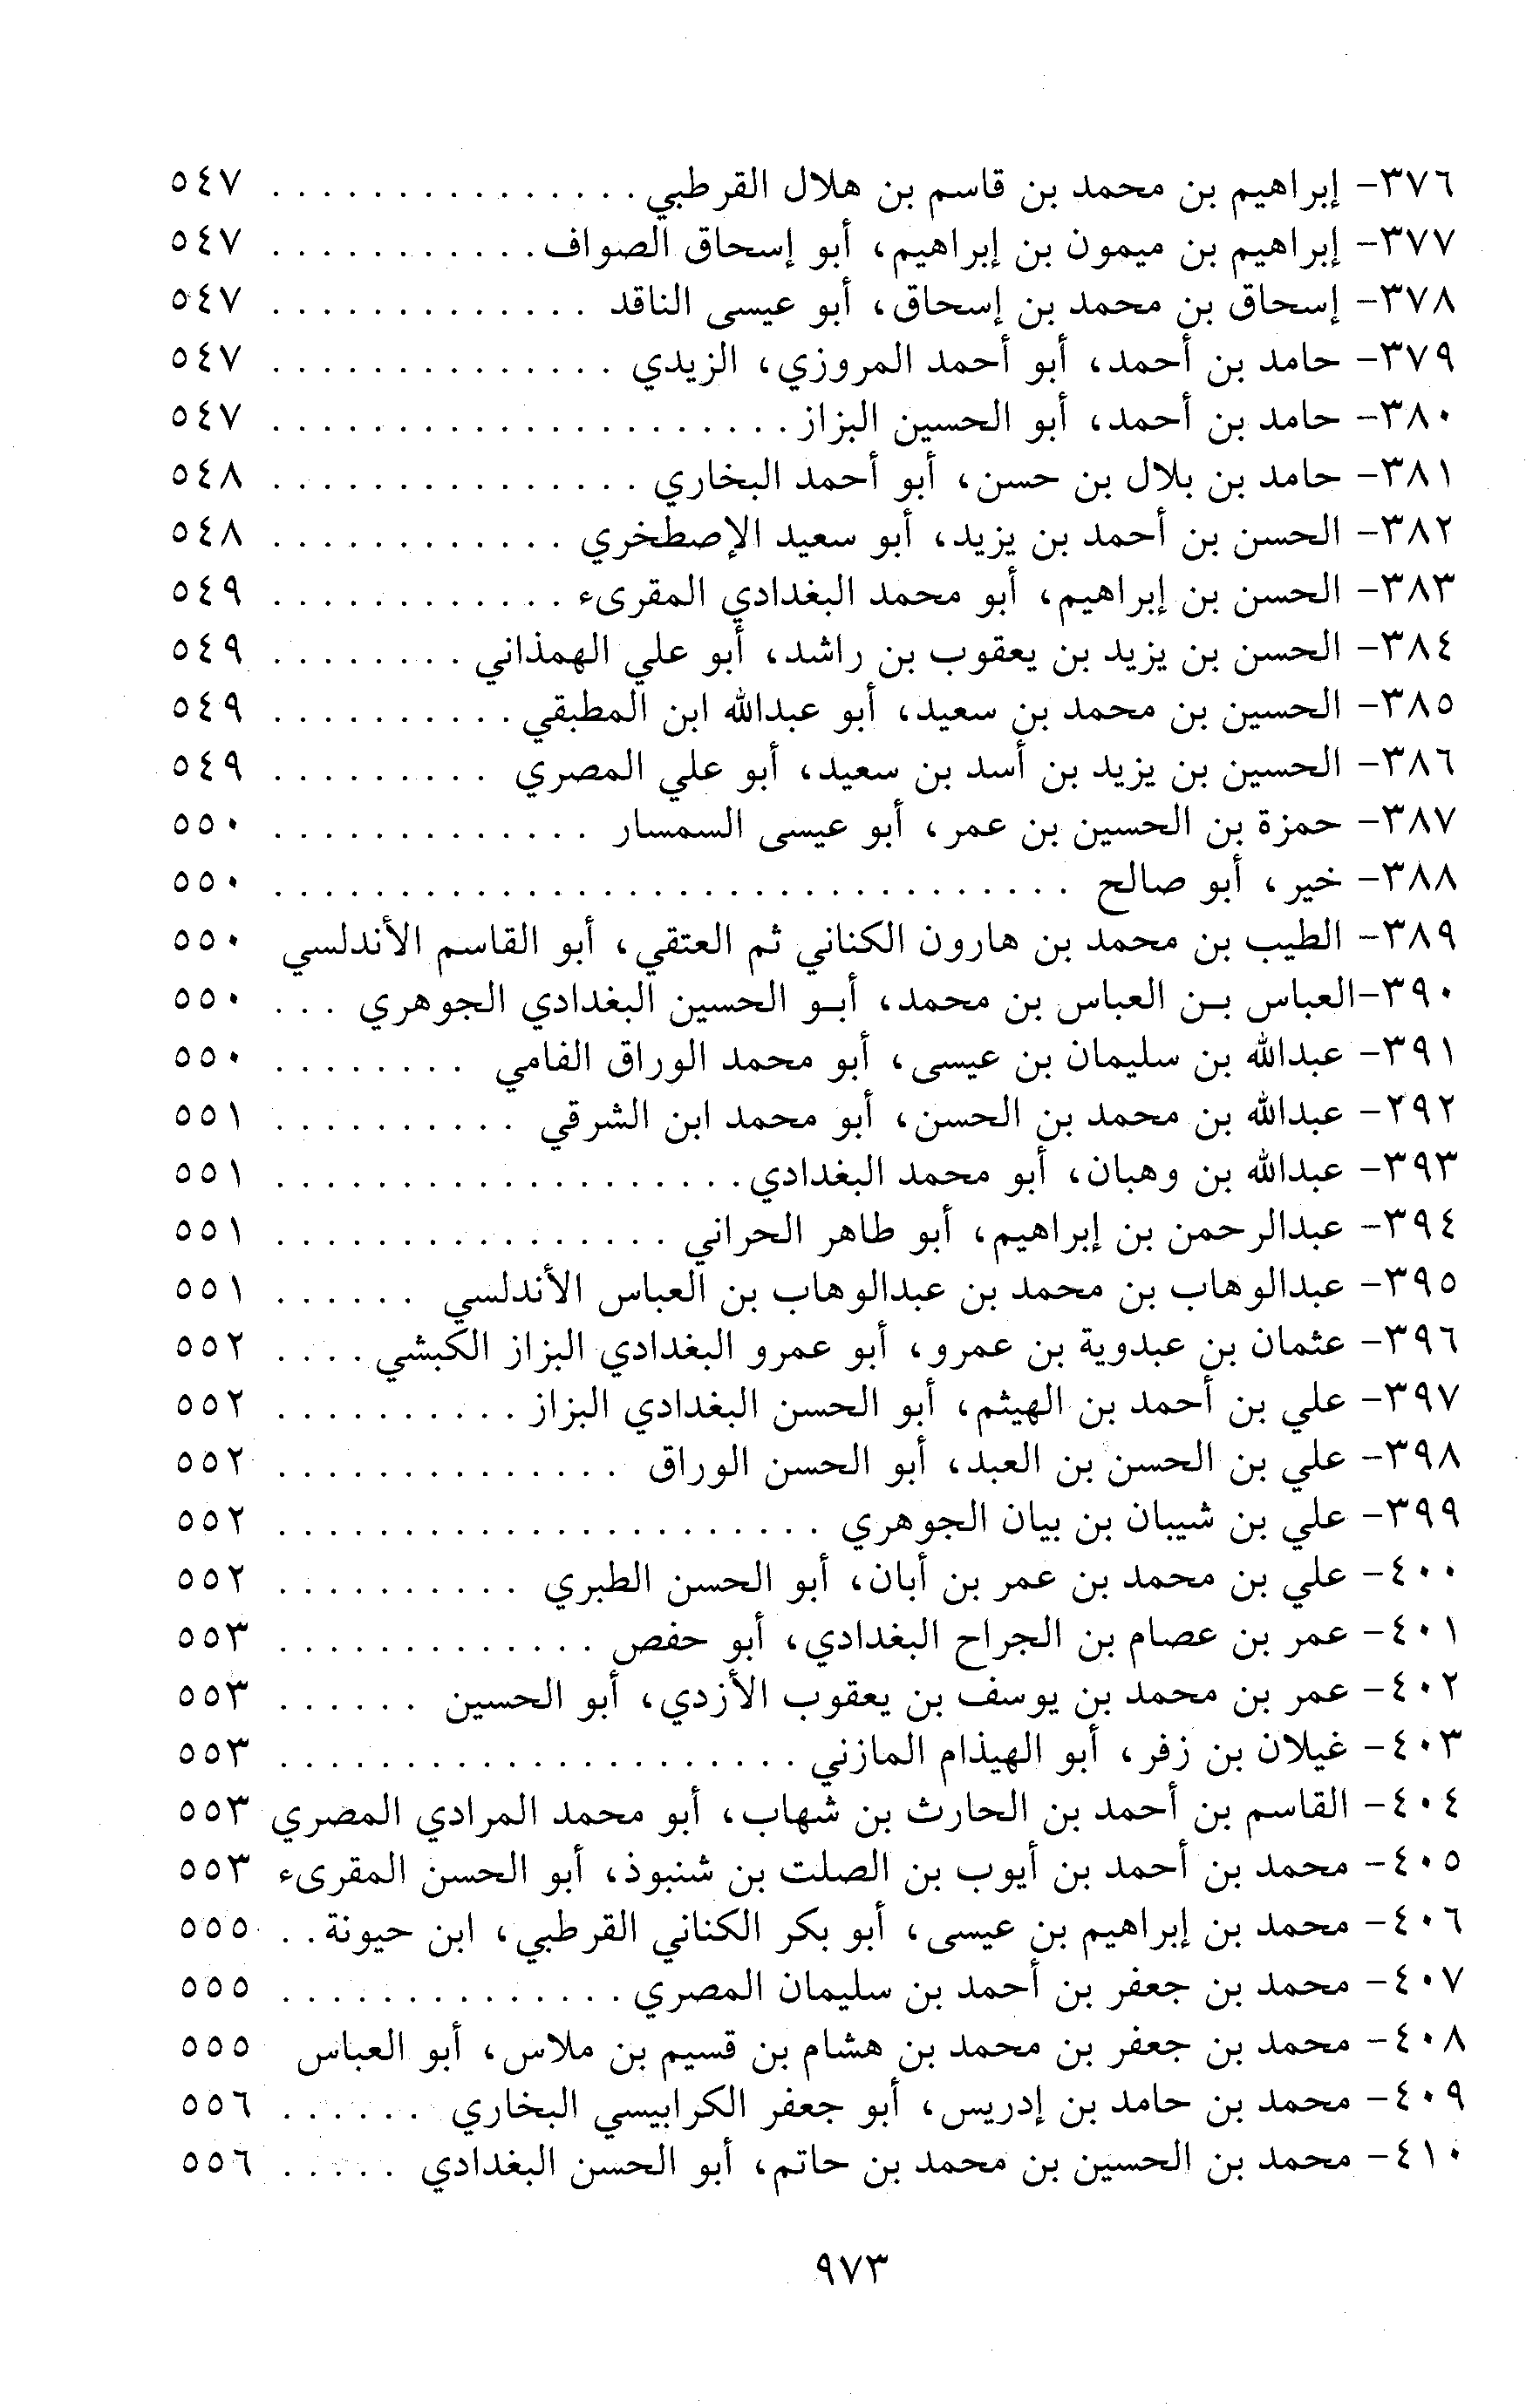 ٣٧٦- إبراهيم بن محمد بن قاسم بن هلال القرطبي . . . . . . . . . . . . . . . ٥٤٧
٣٧٧- إبراهيم بن ميمون بن إبراهيم، أبو إسحاق الصواف . . . . . . . . . . . ٥٤٧
٣٧٨- إسحاق بن محمد بن إسحاق، أبو عيسى الناقد . . . . . . . . . . . . . ٥٤٧
٣٧٩- حامد بن أحمد، أبو أحمد المروزي، الزيدي . . . . . . . . . . . . . . ٥٤٧
٣٨٠- حامد بن أحمد، أبو الحسين البزاز . . . . . . . . . . . . . . . . . . . . . ٥٤٧
٣٨١- حامد بن بلال بن حسن، أبو أحمد البخاري . . . . . . . . . . . . . . . ٥٤٨
٣٨٢- الحسن بن أحمد بن يزيد، أبو سعيد الإصطخري . . . . . . . . . . . . ٥٤٨
٣٨٣- الحسن بن إبراهيم، أبو محمد البغدادي المقرىء . . . . . . . . . . . . ٥٤٩
٣٨٤- الحسن بن يزيد بن يعقوب بن راشد، أبو علي الهمذاني . . . . . . . . ٥٤٩
٣٨٥- الحسين بن محمد بن سعيد، أبو عبدالله ابن المطبقي . . . . . . . . . . ٥٤٩
٣٨٦- الحسين بن يزيد بن أسد بن سعيد، أبو علي المصري . . . . . . . . . ٥٤٩
٣٨٧- حمزة بن الحسين بن عمر، أبو عيسى السمسار . . . . . . . . . . . . . ٥٥٠
٣٨٨- خير، أبو صالح . . . . . . . . . . . . . . . . . . . . . . . . . . . . . . . . ٥٥٠
٣٨٩- الطيب بن محمد بن هارون الكناني ثم العتقي، أبو القاسم الأندلسي ٥٥٠
٣٩٠-العباس بـن العباس بن محمد، أبـو الحسين البغدادي الجوهري . . . ٥٥٠
٣٩١- عبدالله بن سليمان بن عيسى، أبو محمد الوراق الفامي . . . . . . . . ٥٥٠
٢٩٢- عبدالله بن محمد بن الحسن، أبو محمد ابن الشرقي . . . . . . . . . . ٥٥١
٣٩٣- عبدالله بن وهبان، أبو محمد البغدادي . . . . . . . . . . . . . . . . . . . ٥٥١
٣٩٤- عبدالرحمن بن إبراهيم، أبو طاهر الحراني . . . . . . . . . . . . . . . . ٥٥١
٣٩٥- عبدالوهاب بن محمد بن عبدالوهاب بن العباس الأندلسي . . . . . . ٥٥١
٣٩٦- عثمان بن عبدوية بن عمرو، أبو عمرو البغدادي البزاز الكبشي . . . . ٥٥٢
٣٩٧- علي بن أحمد بن الهيثم، أبو الحسن البغدادي البزاز . . . . . . . . . . ٥٥٢
٣٩٨- علي بن الحسن بن العبد، أبو الحسن الوراق . . . . . . . . . . . . . . ٥٥٢
٣٩٩- علي بن شيبان بن بيان الجوهري . . . . . . . . . . . . . . . . . . . . . . ٥٥٢
٤٠٠- علي بن محمد بن عمر بن أبان، أبو الحسن الطبري . . . . . . . . . . ٥٥٢
٤٠١- عمر بن عصام بن الجراح البغدادي، أبو حفص . . . . . . . . . . . . . ٥٥٣
٤٠٢- عمر بن محمد بن يوسف بن يعقوب الأزدي، أبو الحسين . . . . . . ٥٥٣
٤٠٣- غيلان بن زفر، أبو الهيذام المازني . . . . . . . . . . . . . . . . . . . . . ٥٥٣
٤٠٤- القاسم بن أحمد بن الحارث بن شهاب، أبو محمد المرادي المصري ٥٥٣
٤٠٥- محمد بن أحمد بن أيوب بن الصلت بن شنبوذ، أبو الحسن المقرىء ٥٥٣
٤٠٦- محمد بن إبراهيم بن عيسى، أبو بكر الكناني القرطبي، ابن حيونة . . ٥٥٥
٤٠٧- محمد بن جعفر بن أحمد بن سليمان المصري . . . . . . . . . . . . . . ٥٥٥
٤٠٨- محمد بن جعفر بن محمد بن هشام بن قسيم بن ملاس، أبو العباس ٥٥٥
٤٠٩- محمد بن حامد بن إدريس، أبو جعفر الكرابيسي البخاري . . . . . . ٥٥٦
٤١٠- محمد بن الحسين بن محمد بن حاتم، أبو الحسن البغدادي . . . . . ٥٥٦
٩٧٣